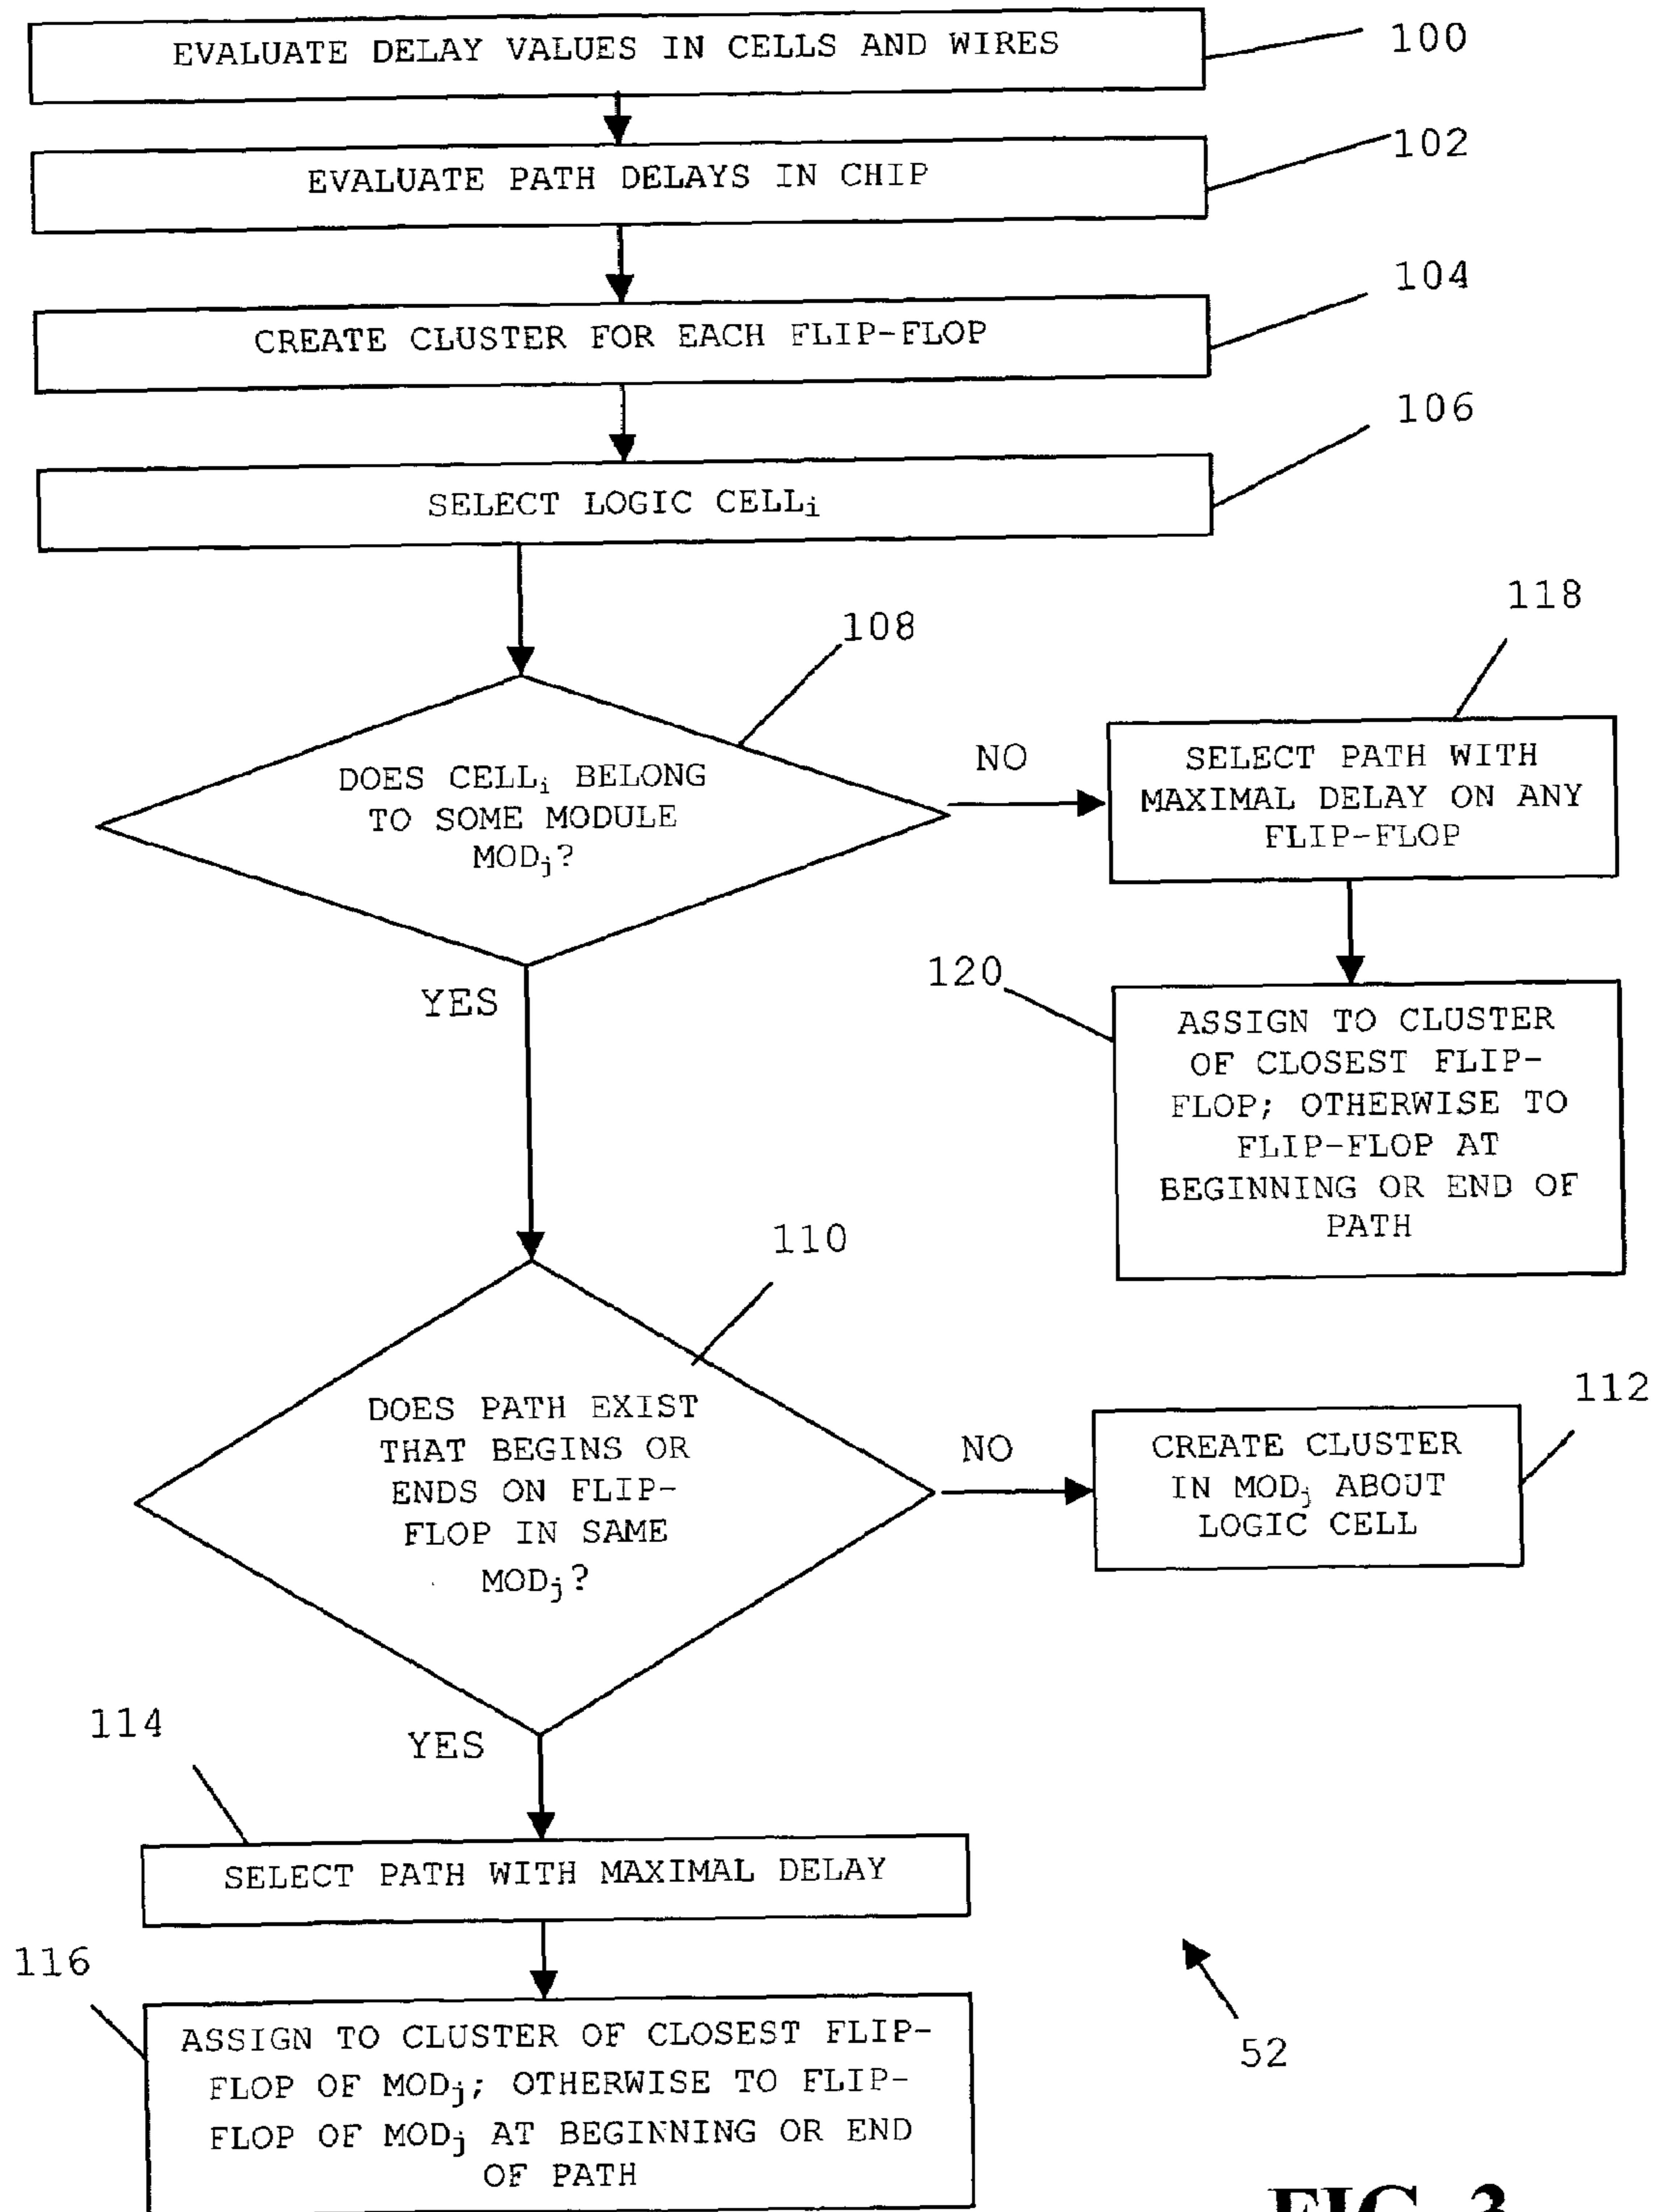 EVALUATE DELAY VALUES IN CELLS AND WIRES
100
EVALUATE PATH DELAYS IN CHIP
102
CREATE CLUSTER FOR EACH FLIP-FLOP
104
SELECT LOGIC CELLi
106
108
DOES CELLi BELONG
TO SOME MODULE
MODj?
NO
118
SELECT PATH WITH
MAXIMAL DELAY ON ANY
FLIP-FLOP
YES
120
ASSIGN TO CLUSTER
OF CLOSEST FLIP-
FLOP; OTHERWISE TO
FLIP-FLOP AT
BEGINNING OR END OF
PATH
110
DOES PATH EXIST
THAT BEGINS OR
ENDS ON FLIP-
FLOP IN SAME
MODj?
NO
112
CREATE CLUSTER
IN MODj ABOUT
LOGIC CELL
YES
114
SELECT PATH WITH MAXIMAL DELAY
116
ASSIGN TO CLUSTER OF CLOSEST FLIP-
FLOP OF MODj; OTHERWISE TO FLIP-
FLOP OF MODj AT BEGINNING OR END
OF PATH
52
FIG. 3